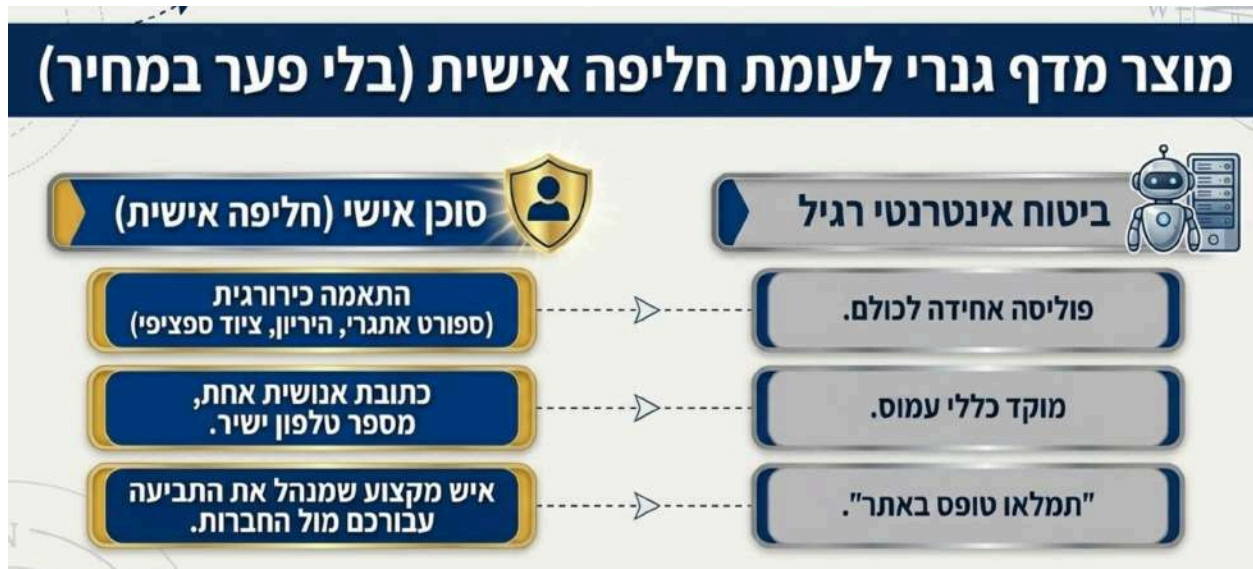 מוצר מדף גנרי לעומת חליפה אישית (בלי פער במחיר)
ביטוח אינטרנטי רגיל
סוכן אישי (חליפה אישית)
פוליסה אחידה לכולם.
התאמה כירורגית
(ספורט אתגרי, היריון, ציוד ספציפי)
מוקד כללי עמוס.
כתובת אנושית אחת,
מספר טלפון ישיר.
"תמלאו טופס באתר".
איש מקצוע שמנהל את התביעה
עבורכם מול החברות.